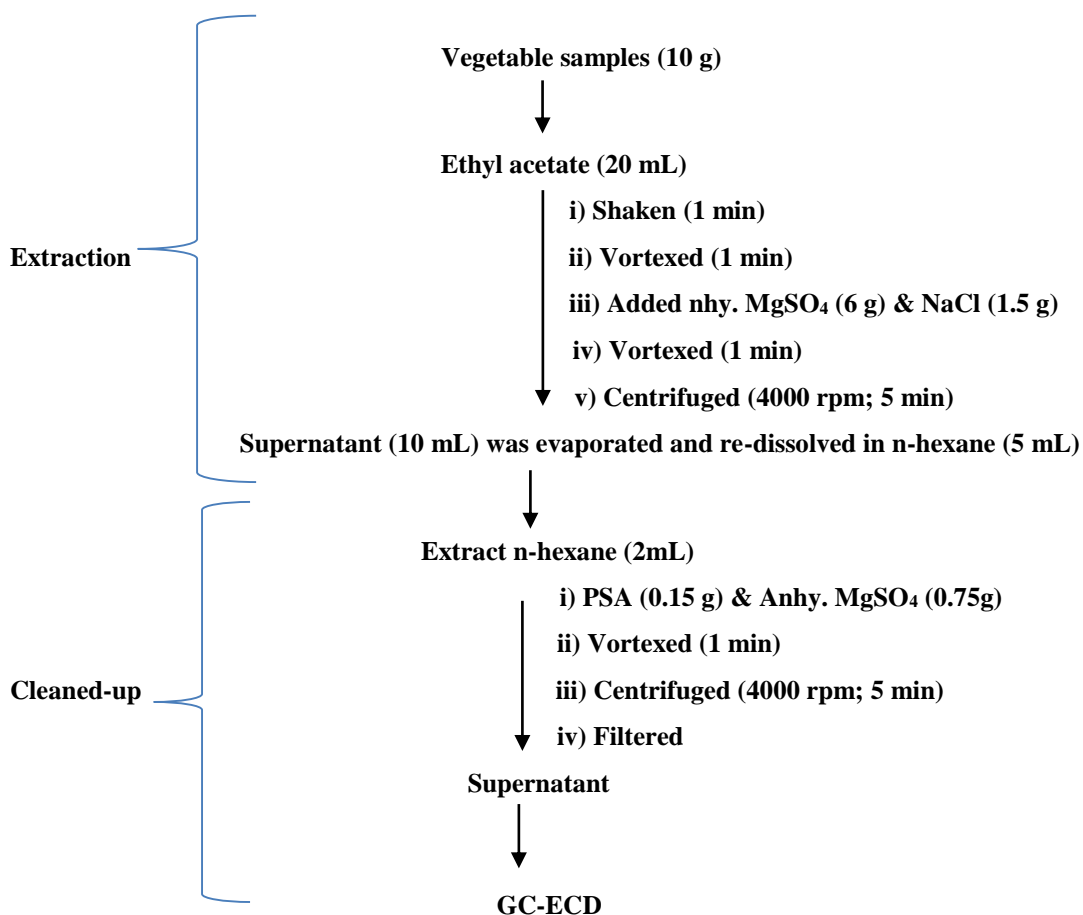 Vegetable samples (10 g)
Ethyl acetate (20 mL)
i) Shaken (1 min)
Extraction
ii) Vortexed (1 min)
iii) Added nhy. MgSO₄ (6 g) & NaCl (1.5 g)
iv) Vortexed (1 min)
v) Centrifuged (4000 rpm; 5 min)
Supernatant (10 mL) was evaporated and re-dissolved in n-hexane (5 mL)
Extract n-hexane (2mL)
i) PSA (0.15 g) & Anhy. MgSO₄ (0.75g)
ii) Vortexed (1 min)
Cleaned-up
iii) Centrifuged (4000 rpm; 5 min)
iv) Filtered
Supernatant
GC-ECD